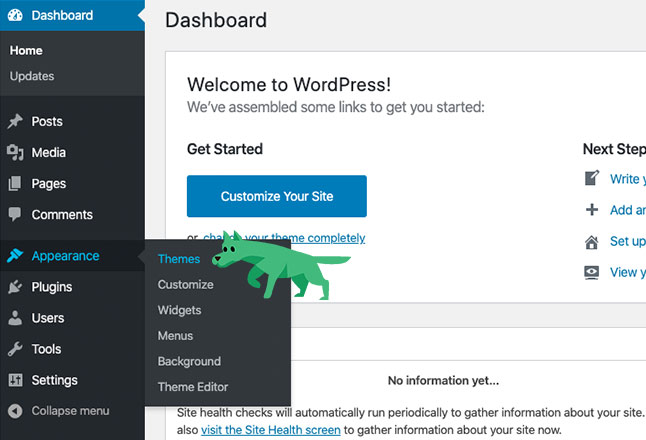 Dashboard
Home
Updates
Posts
Media
Pages
Comments
Appearance
Plugins
Users
Tools
Settings
Collapse menu
Themes
Customize
Widgets
Menus
Background
Theme Editor
Dashboard
Welcome to WordPress!
We've assembled some links to get you started:
Get Started
Customize Your Site
or, your theme completely
Next Step
Write
Add
Set up
View
No information yet...
Site health checks will automatically run periodically to gather information about your site.
also visit the Site Health screen to gather information about your site now.